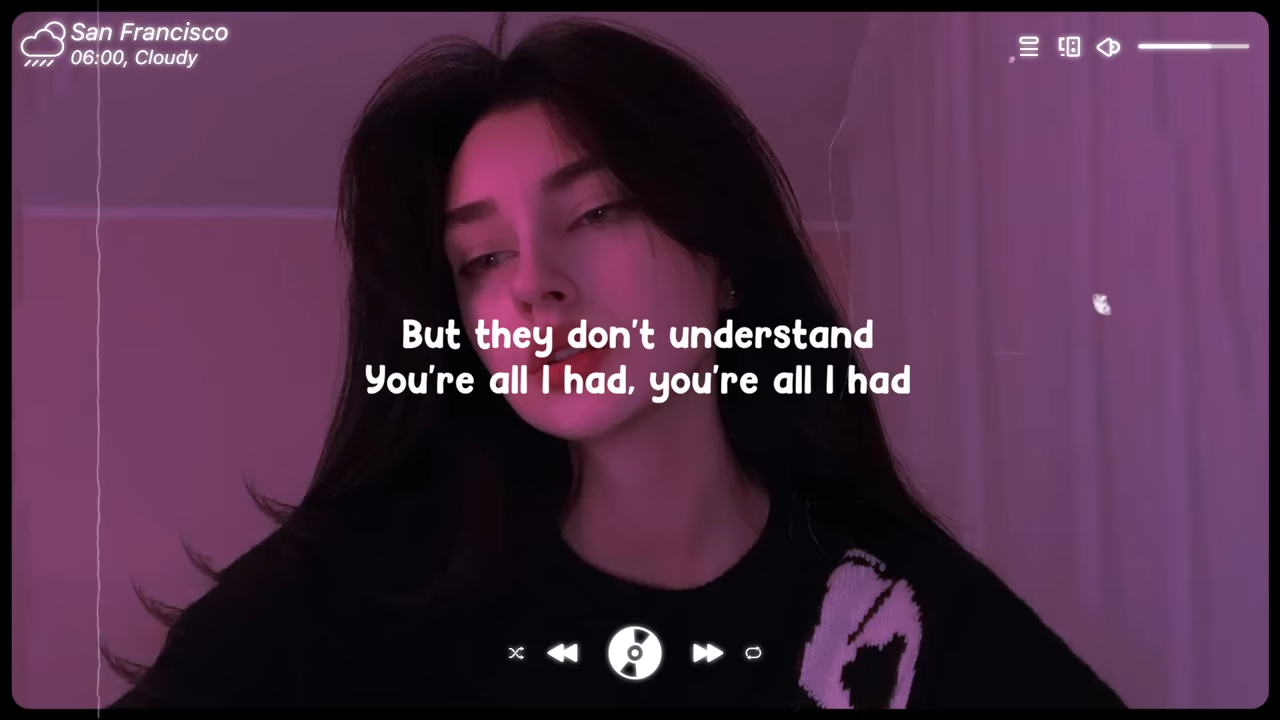 San Francisco
06:00, Cloudy
But they don't understand
You're all I had, you're all I had